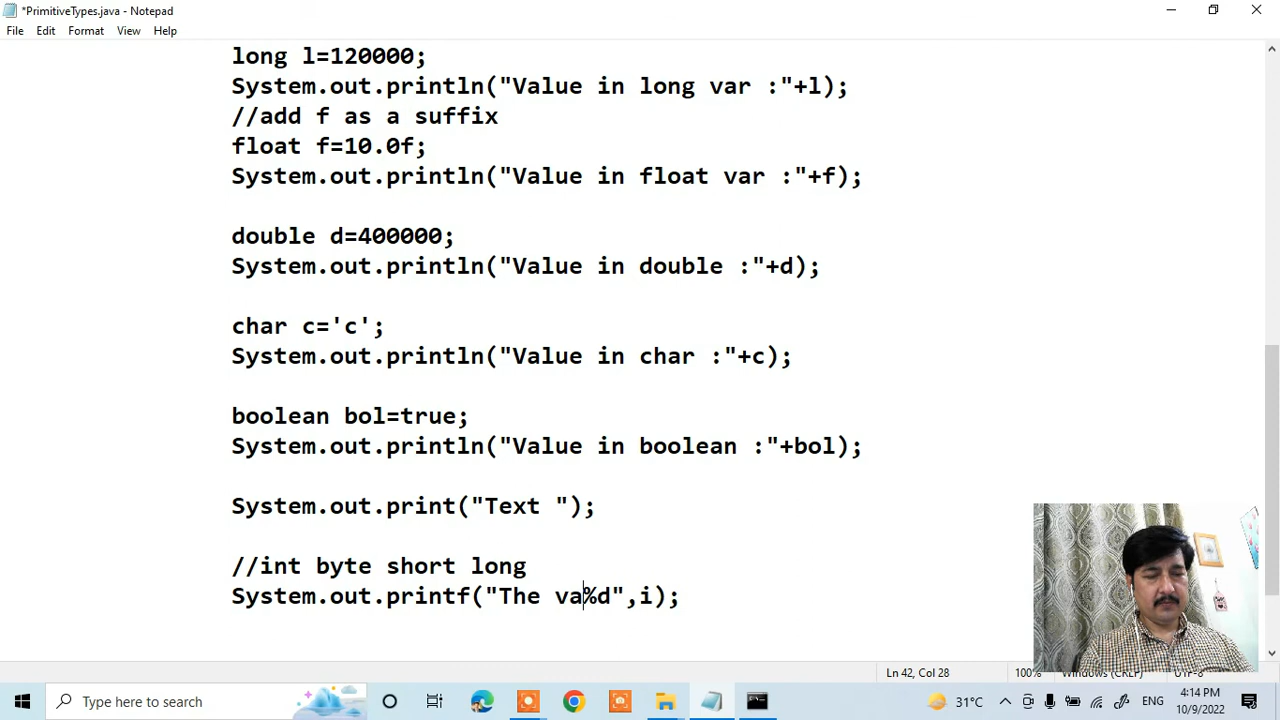 *PrimitiveTypes.java - Notepad
File Edit Format View Help
long l=120000;
System.out.println("Value in long var :"+l);
//add f as a suffix
float f=10.0f;
System.out.println("Value in float var :"+f);
double d=400000;
System.out.println("Value in double :"+d);
char c='c';
System.out.println("Value in char :"+c);
boolean bol=true;
System.out.println("Value in boolean :"+bol);
System.out.print("Text ");
//int byte short long
System.out.printf("The va%d",i);
Ln 42, Col 28 100% Windows (CRLF) UTF-8
Type here to search 31°C ENG 4:14 PM
10/9/2022